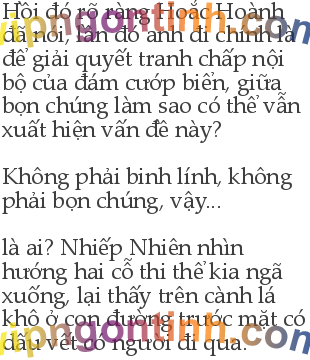 Hồi đó rõ ràng Hoắc Hoành
đã nói, lần đó anh đi chính là
để giải quyết tranh chấp nội
bộ của đám cướp biển, giữa
bọn chúng làm sao có thể vẫn
xuất hiện vấn đề này?
Không phải binh lính, không
phải bọn chúng, vậy...
là ai? Nhiếp Nhiên nhìn
hướng hai cỗ thi thể kia ngã
xuống, lại thấy trên cành lá
khô ở con đường trước mặt có
dấu vết có người đi qua.
vipngontinh.com
vipngontinh.com